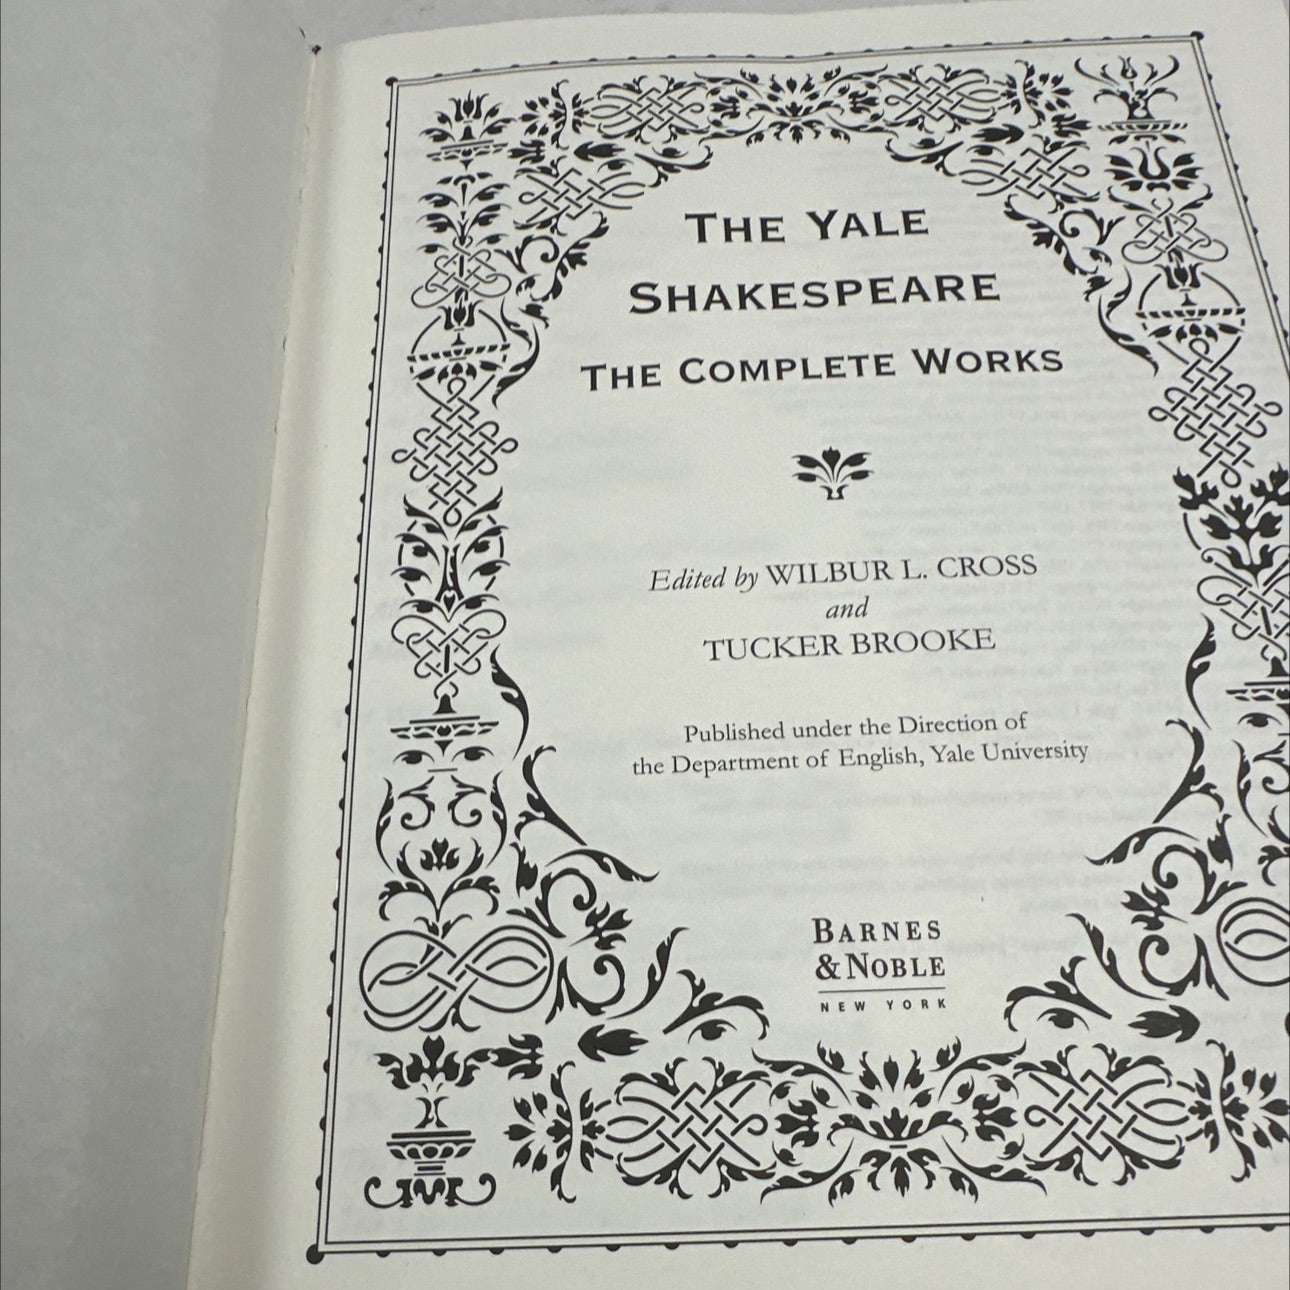 THE YALE
SHAKESPEARE
THE COMPLETE WORKS
Edited by WILBUR L. CROSS
and
TUCKER BROOKE
Published under the Direction of
the Department of English, Yale University
BARNES
& NOBLE
NEW YORK